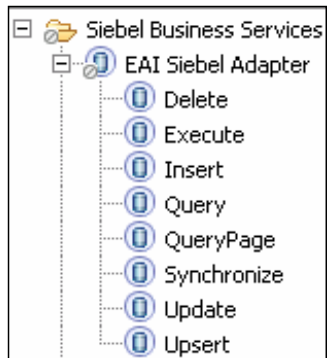 Siebel Business Services
EAI Siebel Adapter
Delete
Execute
Insert
Query
QueryPage
Synchronize
Update
Upsert